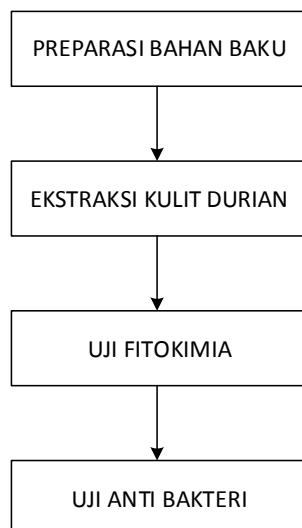 PREPARASI BAHAN BAKU
EKSTRAKSI KULIT DURIAN
UJI FITOKIMIA
UJI ANTI BAKTERI